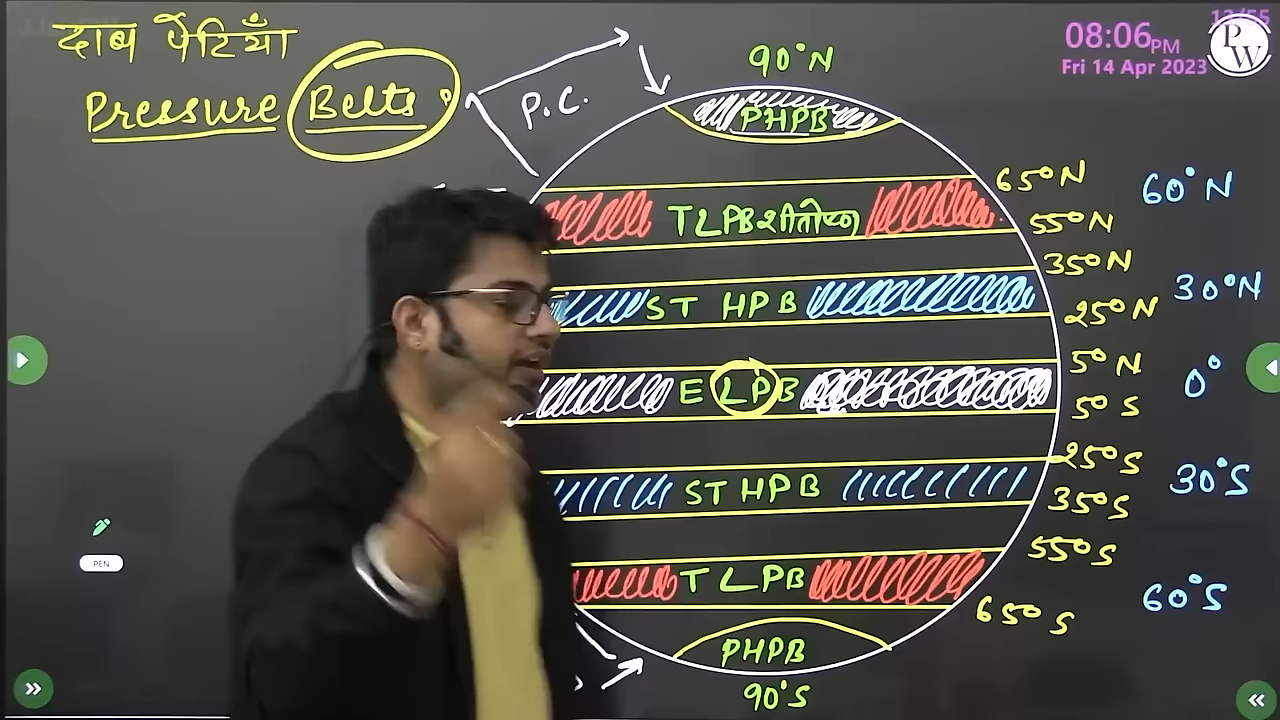 दाब पेटियाँ
Pressure Belts
P.C.
08:06PM
Fri 14 Apr 2023
PW
90°N
PHPB
65°N
60°N
TLPB शीतोष्ण
55°N
35°N
ST HPB
30°N
25°N
5°N
E LPB
0°
5°S
25°S
ST HPB
30°S
35°S
55°S
TLPB
60°S
65°S
PHPB
90°S
PEN